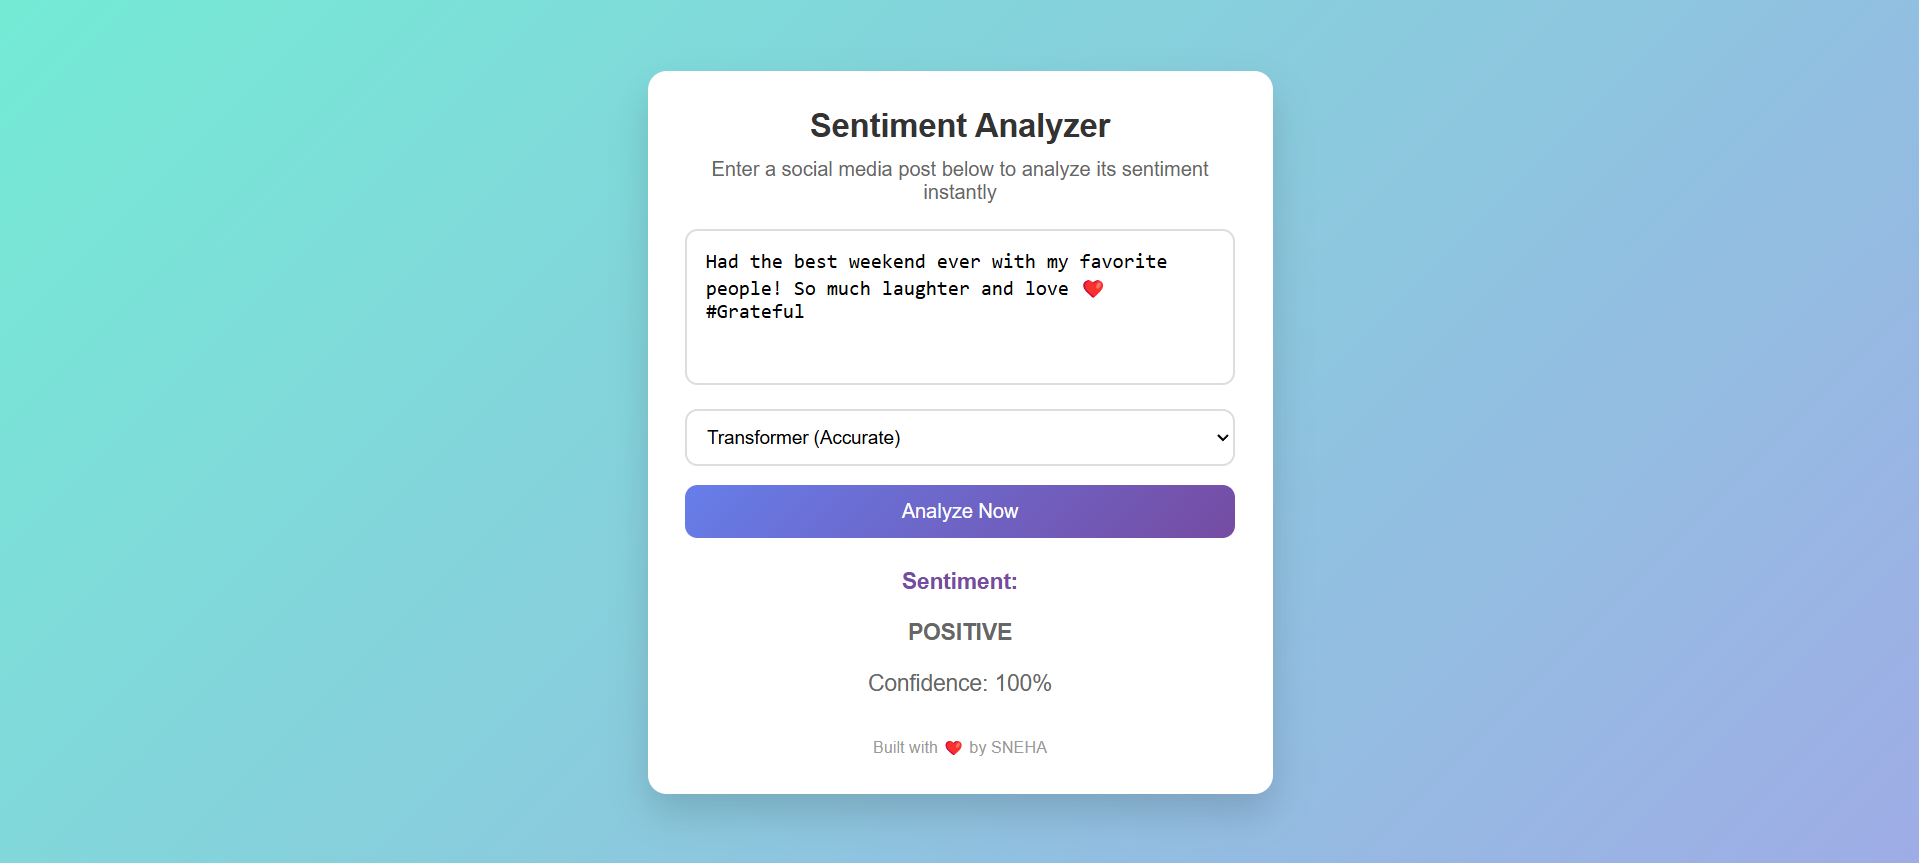 Sentiment Analyzer
Enter a social media post below to analyze its sentiment
instantly
Had the best weekend ever with my favorite
people! So much laughter and love ❤️
#Grateful
Transformer (Accurate)
Analyze Now
Sentiment:
POSITIVE
Confidence: 100%
Built with ❤️ by SNEHA